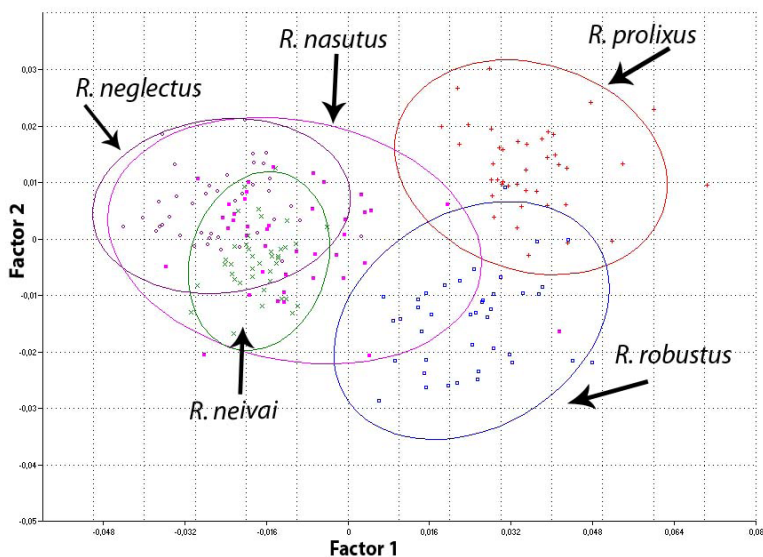 R. nasutus
R. prolixus
R. neglectus
R. neivai
R. robustus
Factor 2
0,03
0,02
0,01
0
-0,01
-0,02
-0,03
-0,04
-0,05
-0,048
-0,032
-0,016
0
0,016
0,032
0,048
0,064
0,08
Factor 1